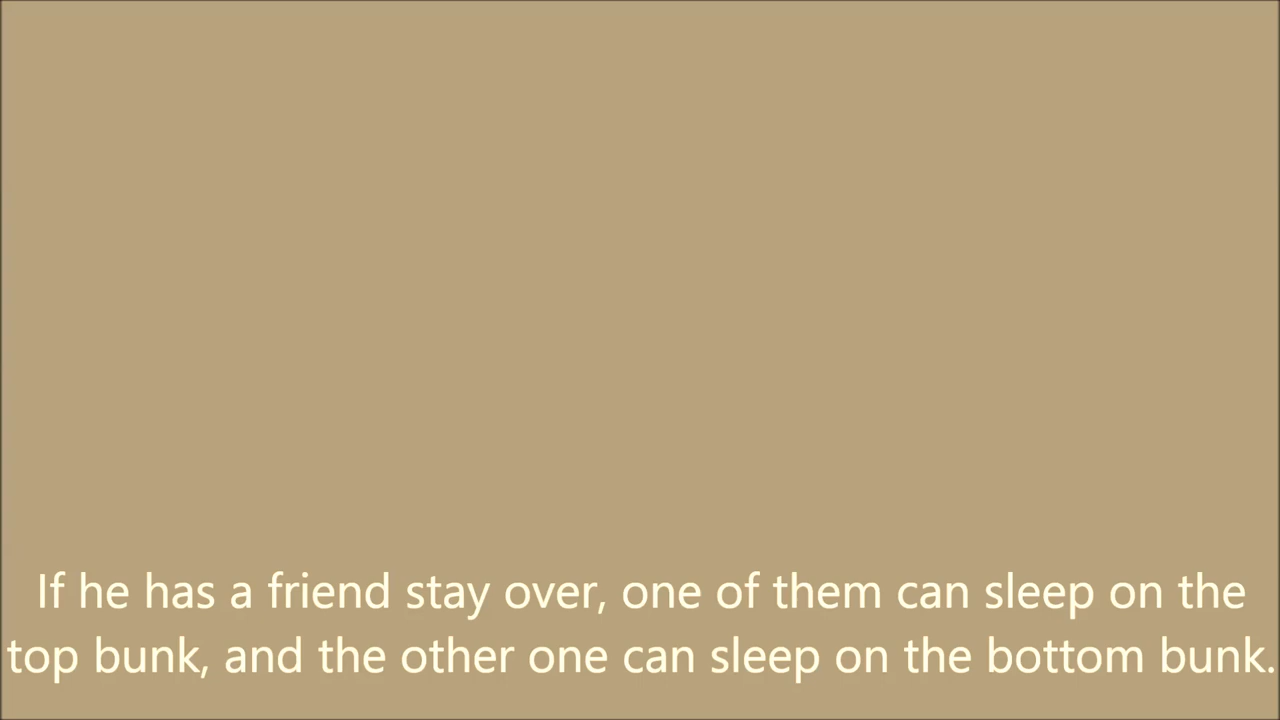 If he has a friend stay over, one of them can sleep on the
top bunk, and the other one can sleep on the bottom bunk.